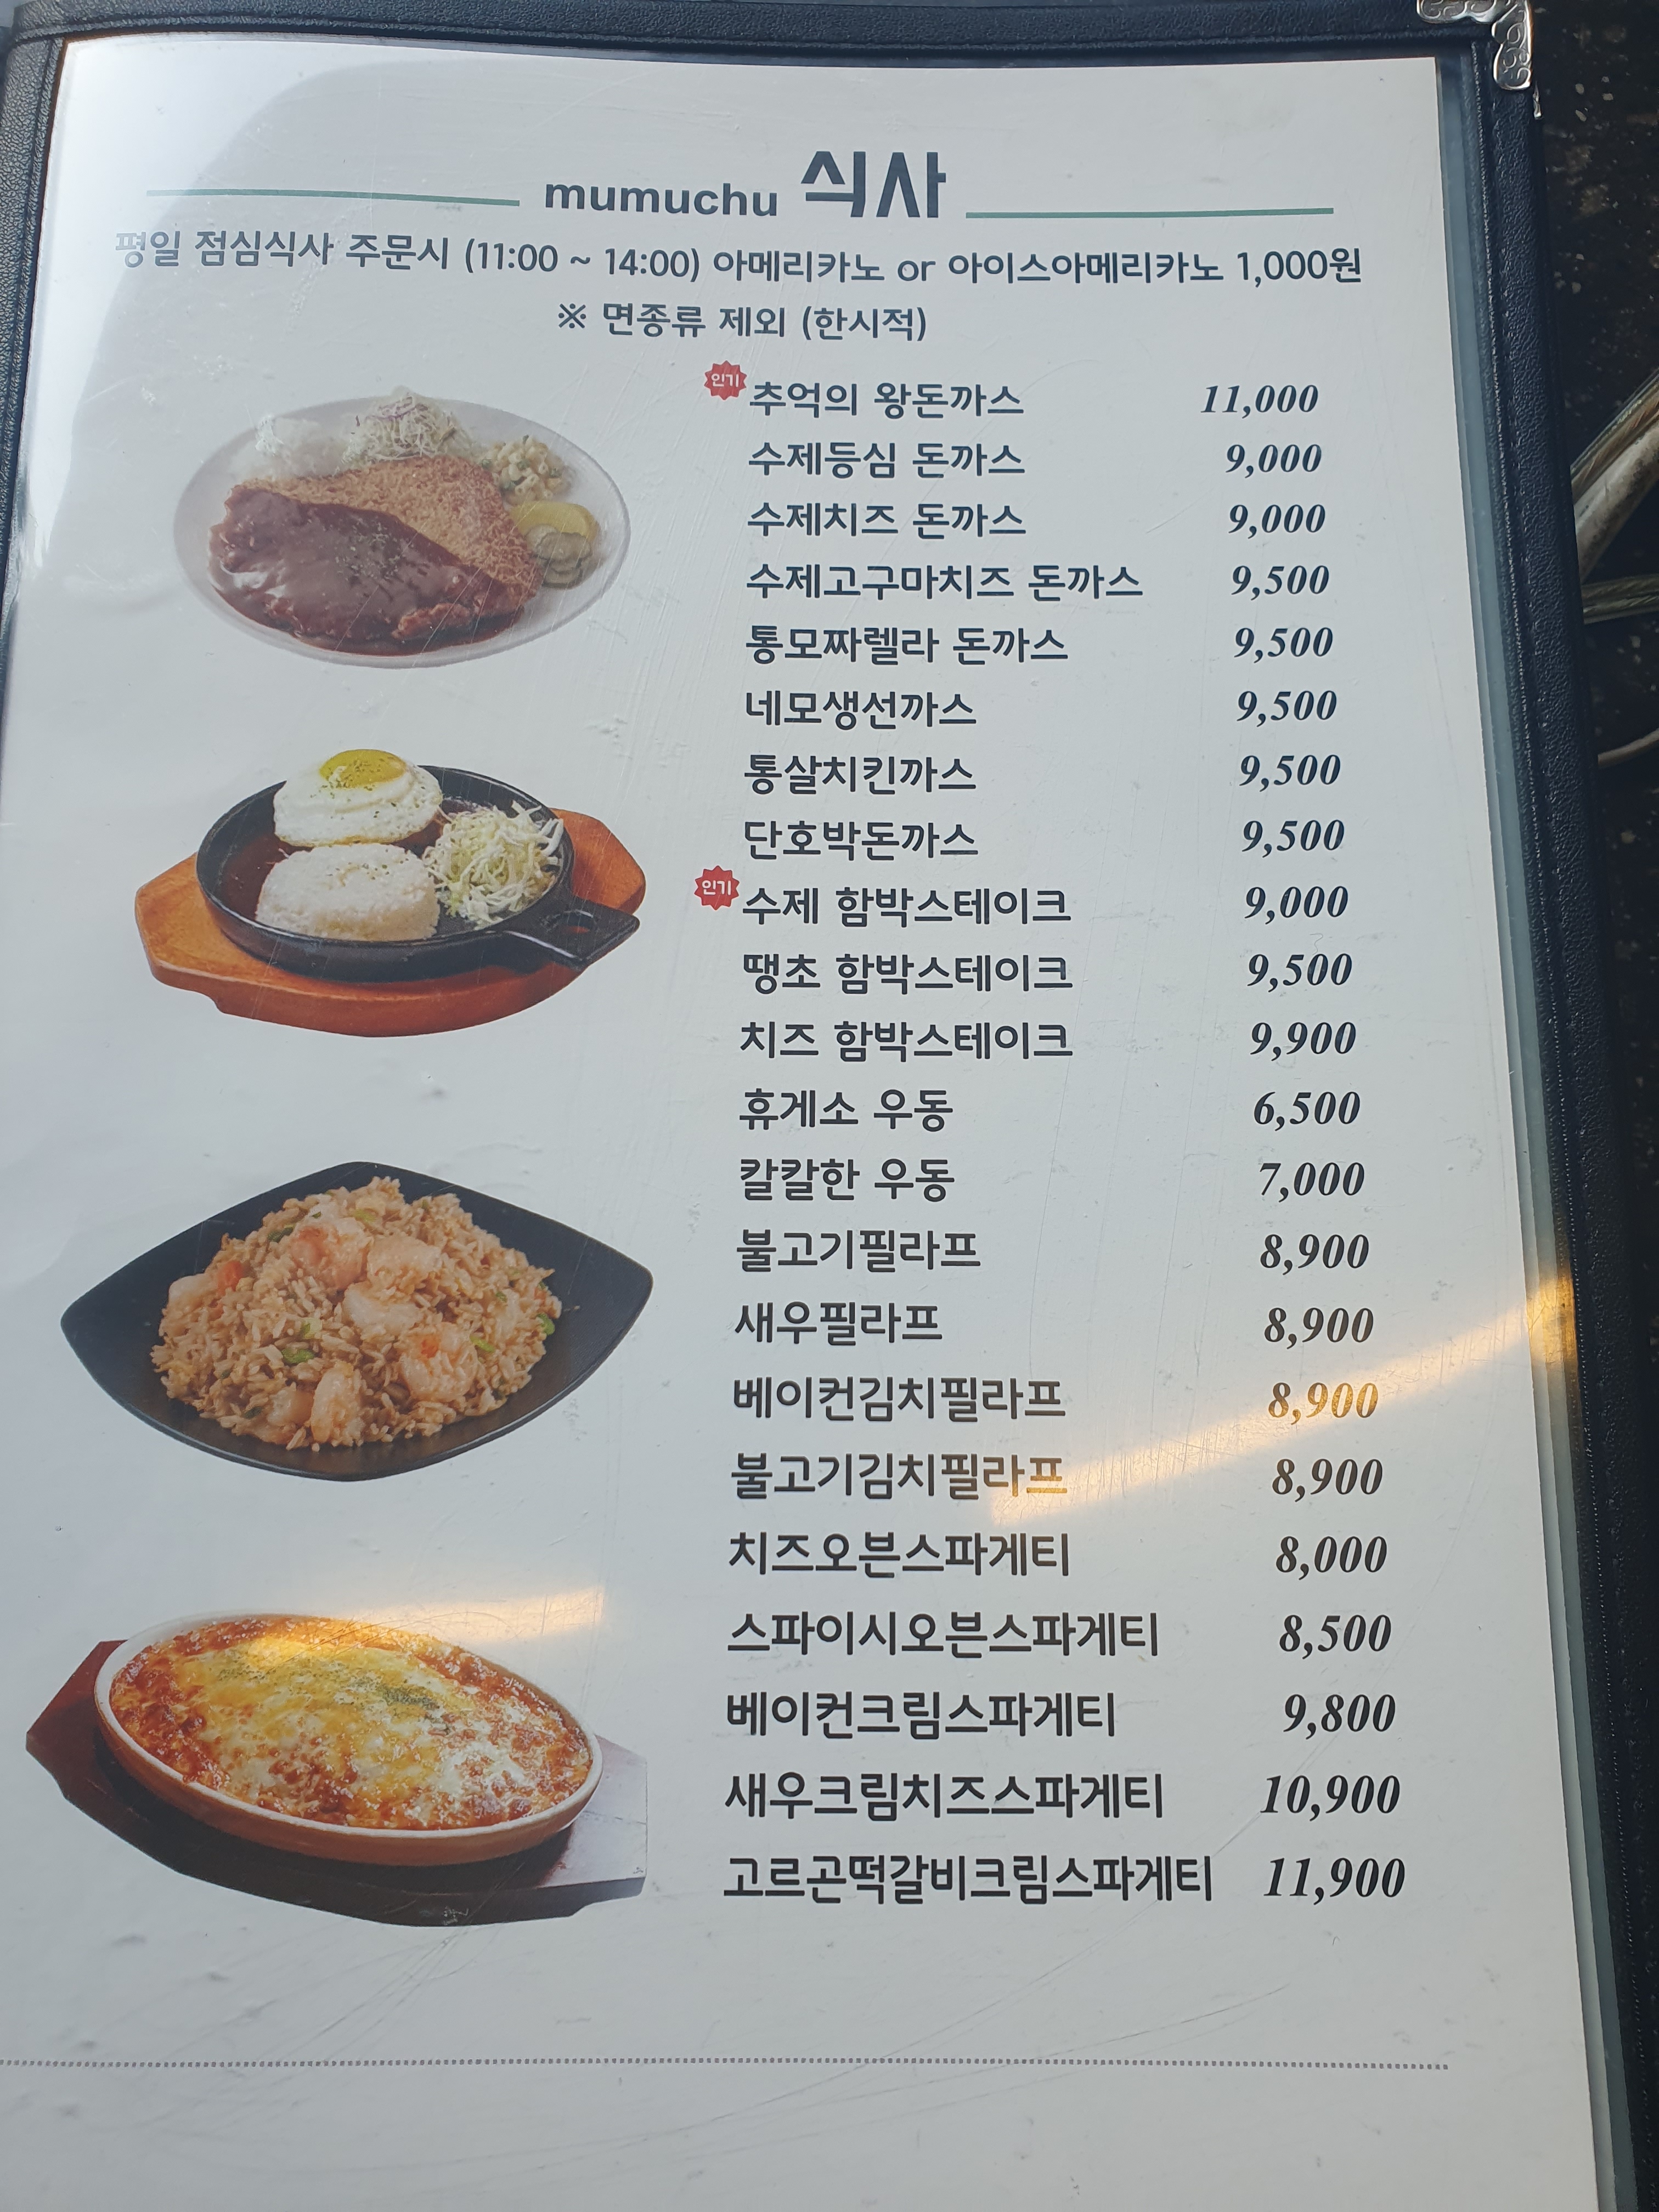 mumuchu 식사
평일 점심식사 주문시 (11:00 ~ 14:00) 아메리카노 or 아이스아메리카노 1,000원
※ 면종류 제외 (한시적)
인기 추억의 왕돈까스 11,000
수제등심 돈까스 9,000
수제치즈 돈까스 9,000
수제고구마치즈 돈까스 9,500
통모짜렐라 돈까스 9,500
네모생선까스 9,500
통살치킨까스 9,500
단호박돈까스 9,500
인기 수제 함박스테이크 9,000
땡초 함박스테이크 9,500
치즈 함박스테이크 9,900
휴게소 우동 6,500
칼칼한 우동 7,000
불고기필라프 8,900
새우필라프 8,900
베이컨김치필라프 8,900
불고기김치필라프 8,900
치즈오븐스파게티 8,000
스파이시오븐스파게티 8,500
베이컨크림스파게티 9,800
새우크림치즈스파게티 10,900
고르곤떡갈비크림스파게티 11,900